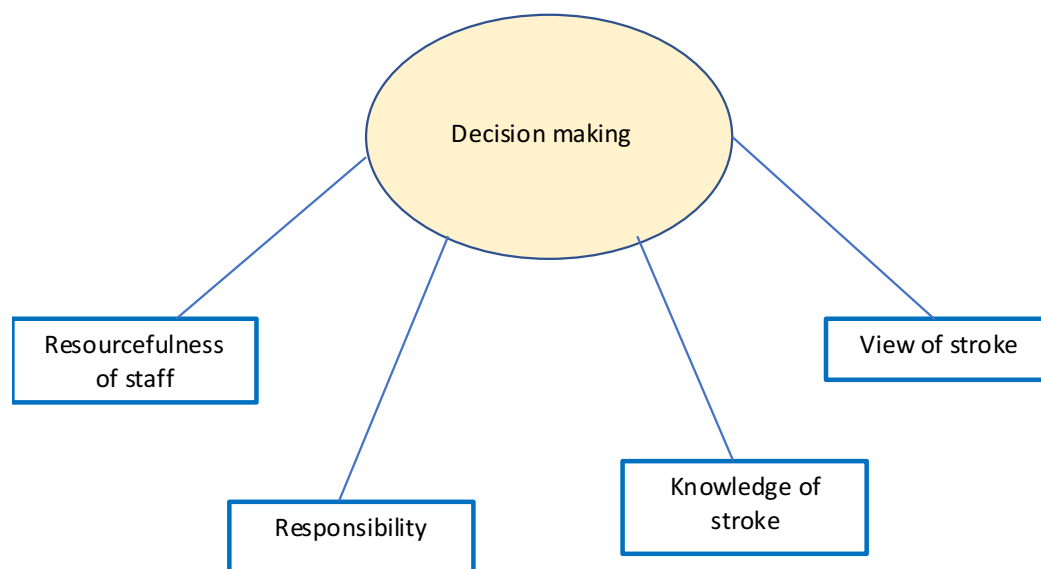 Decision making
Resourcefulness
of staff
View of stroke
Knowledge of
stroke
Responsibility